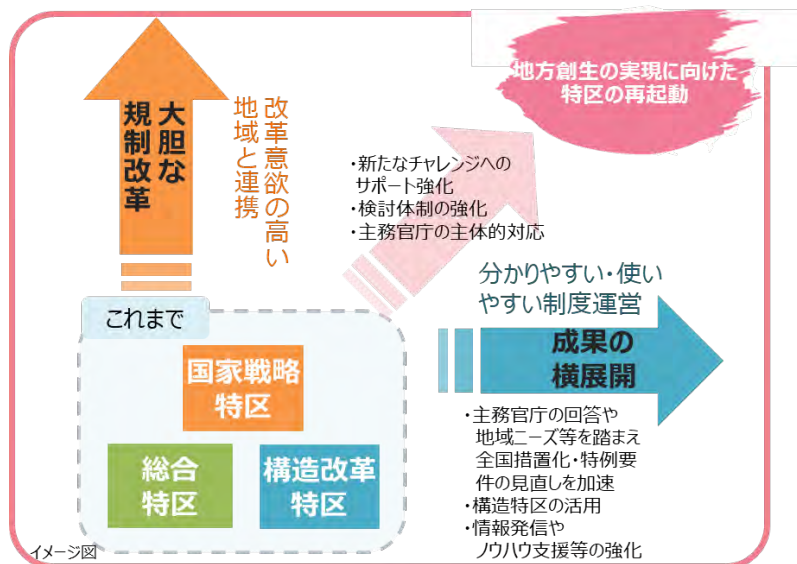 地方創生の実現に向けた
特区の再起動
大胆な
規制改革
改革意欲の高い
地域と連携
・新たなチャレンジへの
サポート強化
・検討体制の強化
・主務官庁の主体的対応
分かりやすい・使い
やすい制度運営
成果の
横展開
・主務官庁の回答や
地域ニーズ等を踏まえ
全国措置化・特例要
件の見直しを加速
・構造特区の活用
・情報発信や
ノウハウ支援等の強化
これまで
国家戦略
特区
総合
特区
構造改革
特区
イメージ図